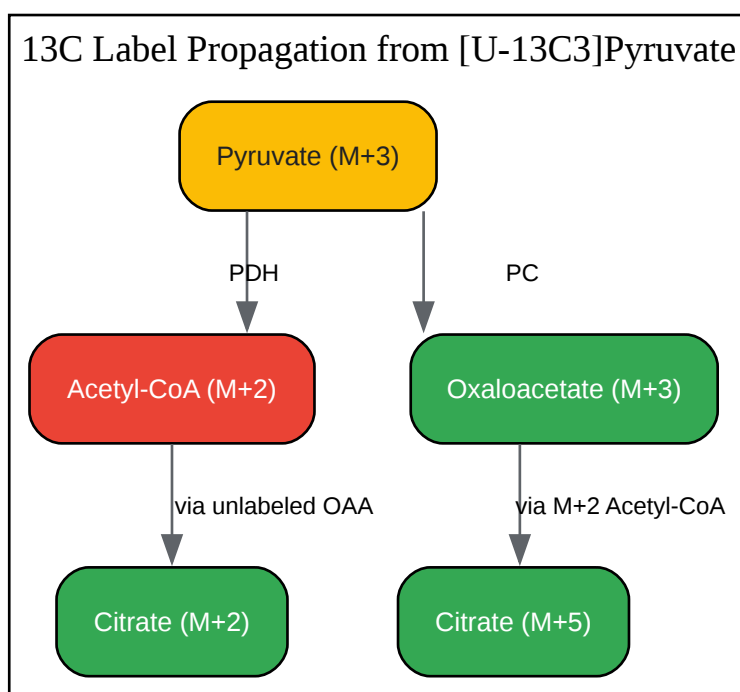 13C Label Propagation from [U-13C3]Pyruvate
Pyruvate (M+3)
PDH
PC
Acetyl-CoA (M+2)
Oxaloacetate (M+3)
via unlabeled OAA
via M+2 Acetyl-CoA
Citrate (M+2)
Citrate (M+5)